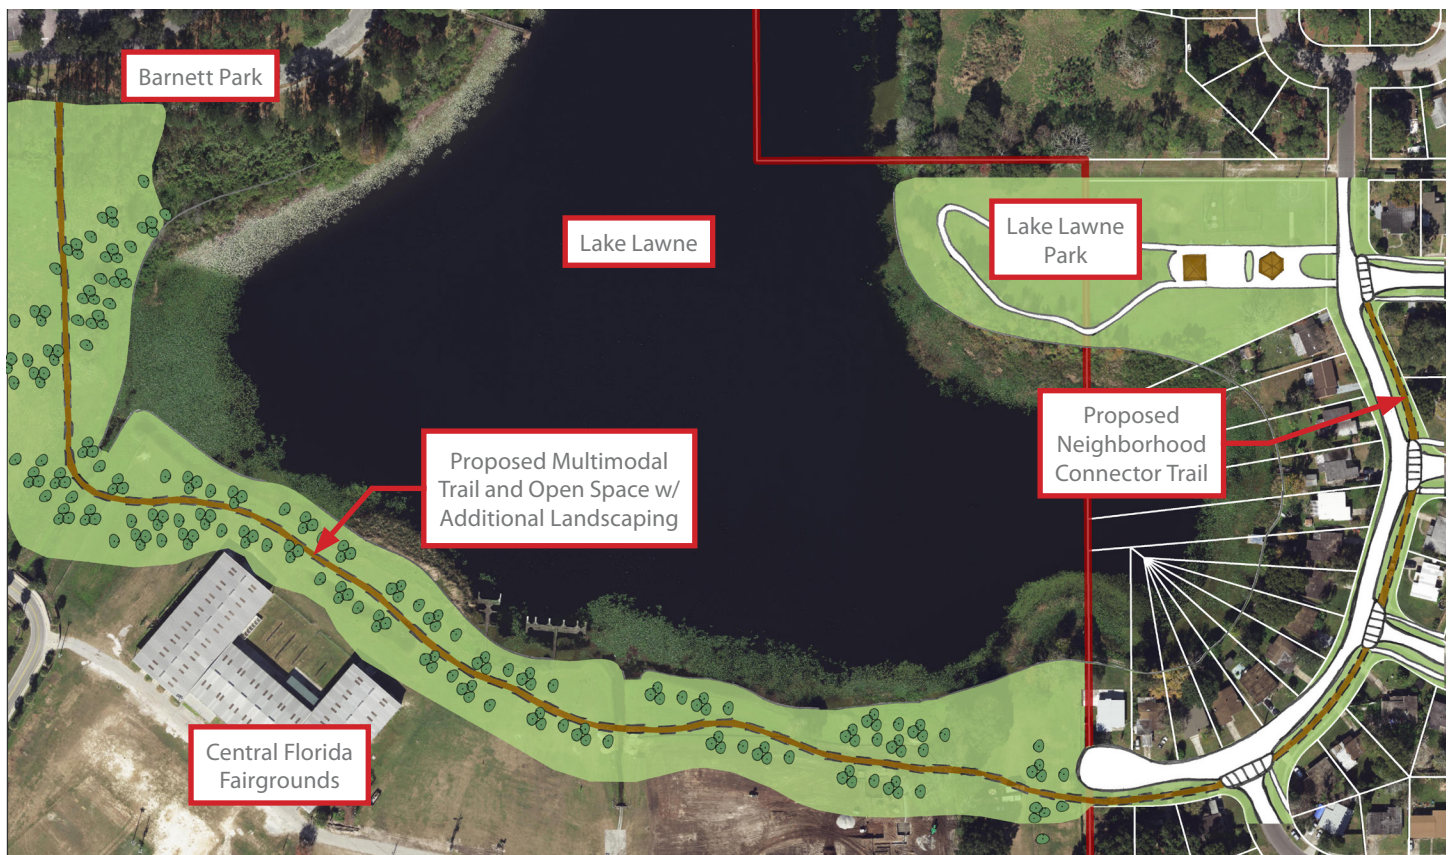 Barnett Park
Lake Lawne
Lake Lawne
Park
Proposed
Neighborhood
Connector Trail
Proposed Multimodal
Trail and Open Space w/
Additional Landscaping
Central Florida
Fairgrounds